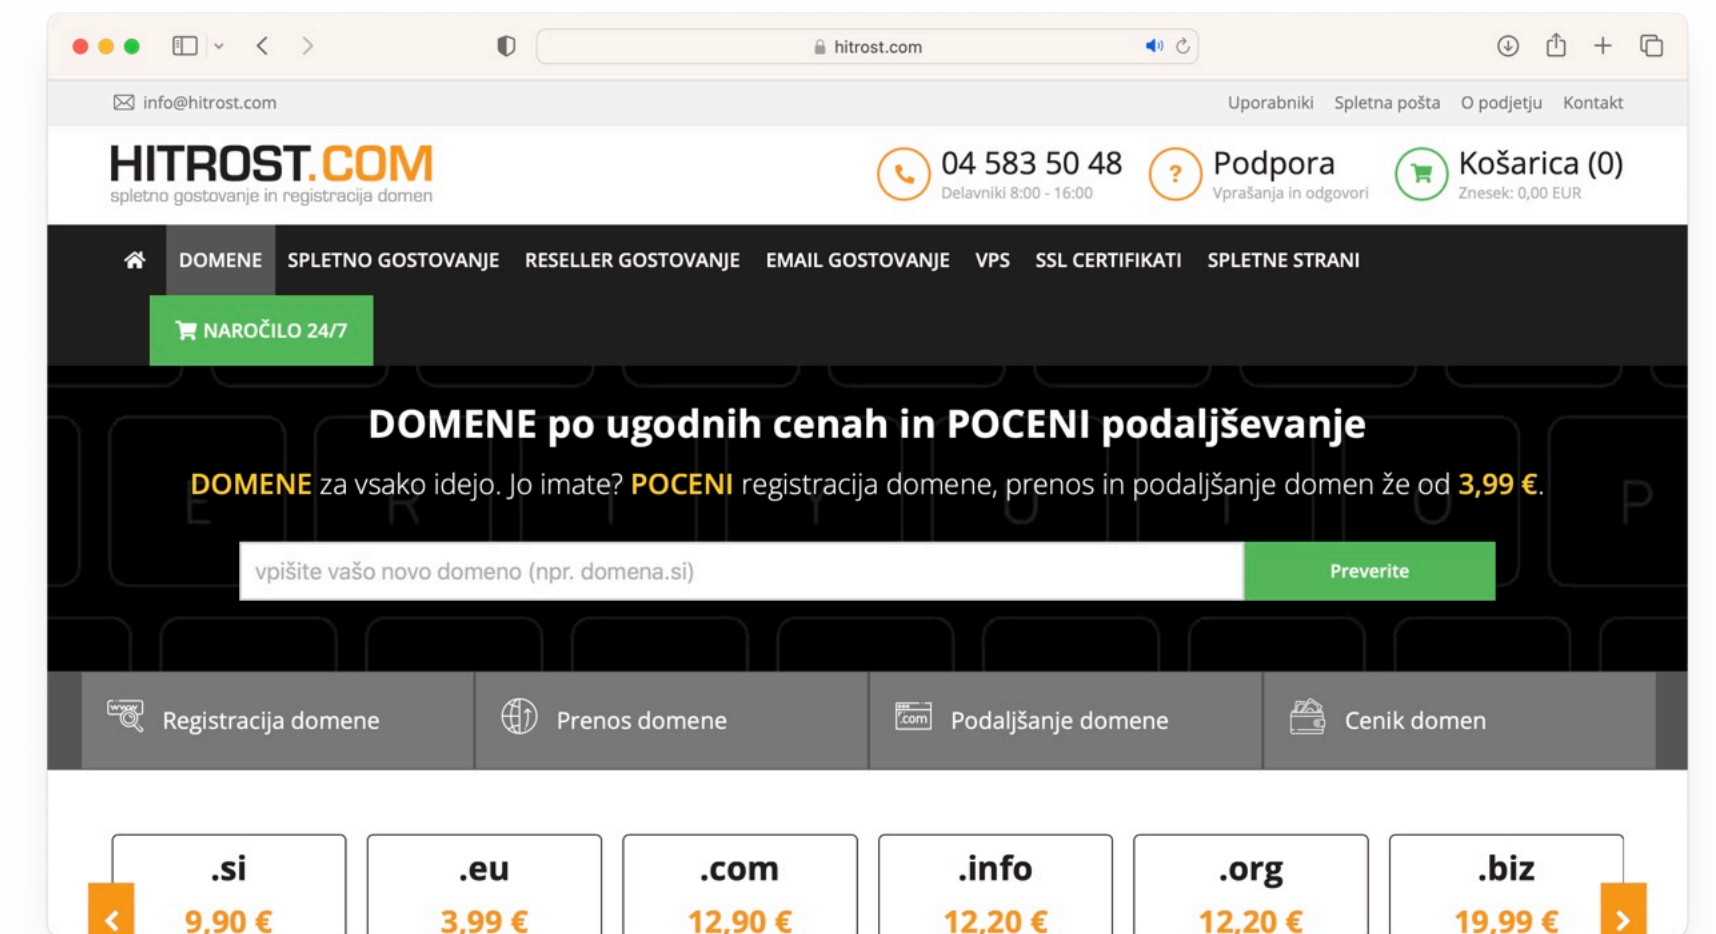 hitrost.com
info@hitrost.com
Uporabniki Spletna pošta O podjetju Kontakt
HITROST.COM
spletno gostovanje in registracija domen
04 583 50 48
Delavniki 8:00 - 16:00
?
Podpora
Vprašanja in odgovori
Košarica (0)
Znesek: 0,00 EUR
DOMENE SPLETNO GOSTOVANJE RESELLER GOSTOVANJE EMAIL GOSTOVANJE VPS SSL CERTIFIKATI SPLETNE STRANI
NAROČILO 24/7
DOMENE po ugodnih cenah in POCENI podaljševanje
DOMENE za vsako idejo. Jo imate? POCENI registracija domene, prenos in podaljšanje domen že od 3,99 €.
E R T Y U I O P
vpišite vašo novo domeno (npr. domena.si)
Preverite
www
Registracija domene
Prenos domene
.com
Podaljšanje domene
Cenik domen
.si .eu .com .info .org .biz
9,90 € 3,99 € 12,90 € 12,20 € 12,20 € 19,99 €